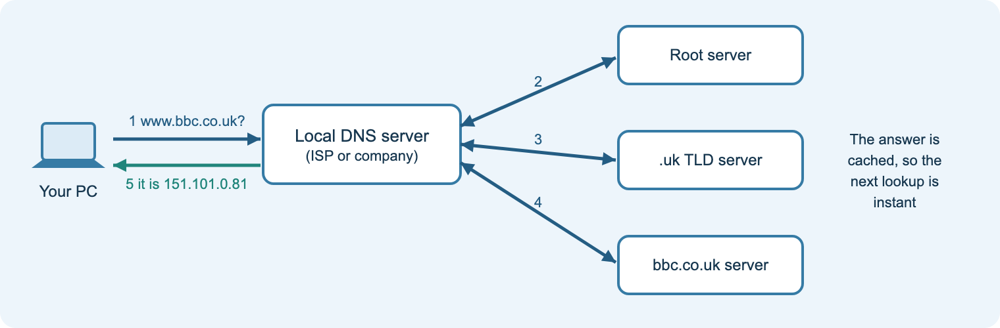 1 www.bbc.co.uk?
Your PC
5 it is 151.101.0.81
Local DNS server
(ISP or company)
2
3
4
Root server
.uk TLD server
bbc.co.uk server
The answer is
cached, so the
next lookup is
instant